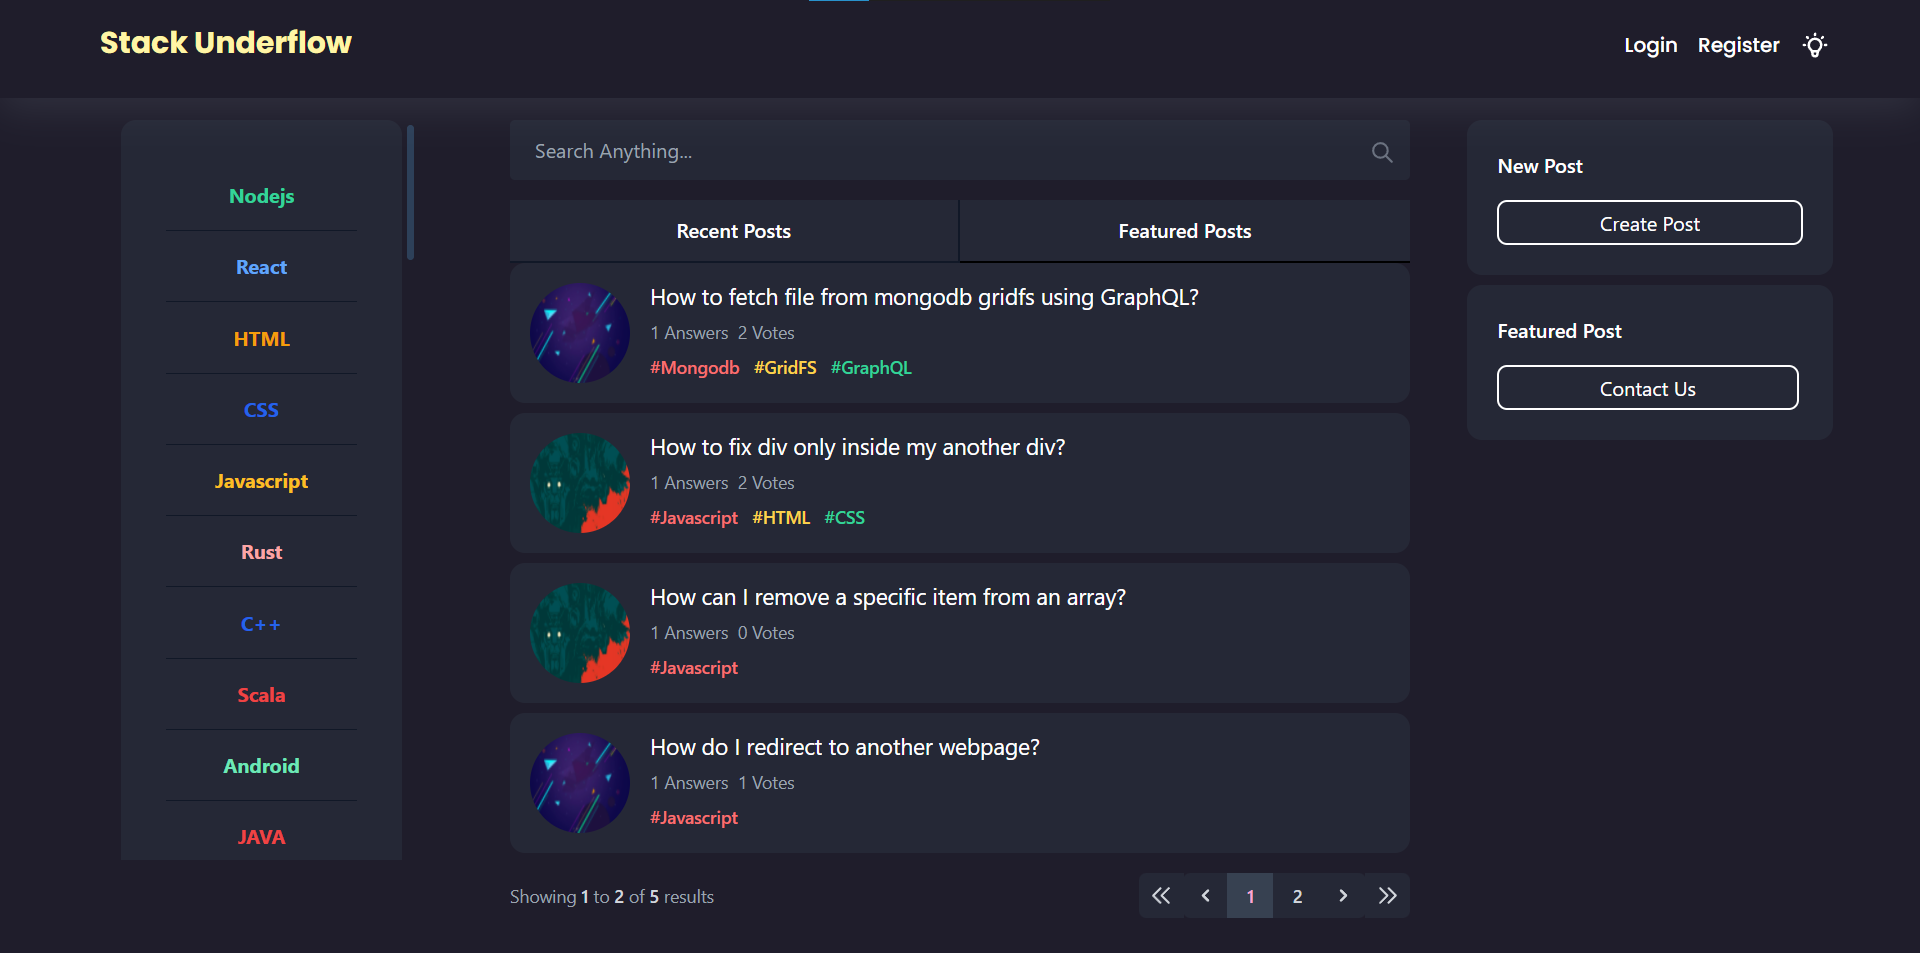 Stack Underflow
Login Register
Nodejs
React
HTML
CSS
Javascript
Rust
C++
Scala
Android
JAVA
Search Anything...
Recent Posts Featured Posts
How to fetch file from mongodb gridfs using GraphQL?
1 Answers 2 Votes
#Mongodb #GridFS #GraphQL
How to fix div only inside my another div?
1 Answers 2 Votes
#Javascript #HTML #CSS
How can I remove a specific item from an array?
1 Answers 0 Votes
#Javascript
How do I redirect to another webpage?
1 Answers 1 Votes
#Javascript
Showing 1 to 2 of 5 results
1 2
New Post
Create Post
Featured Post
Contact Us